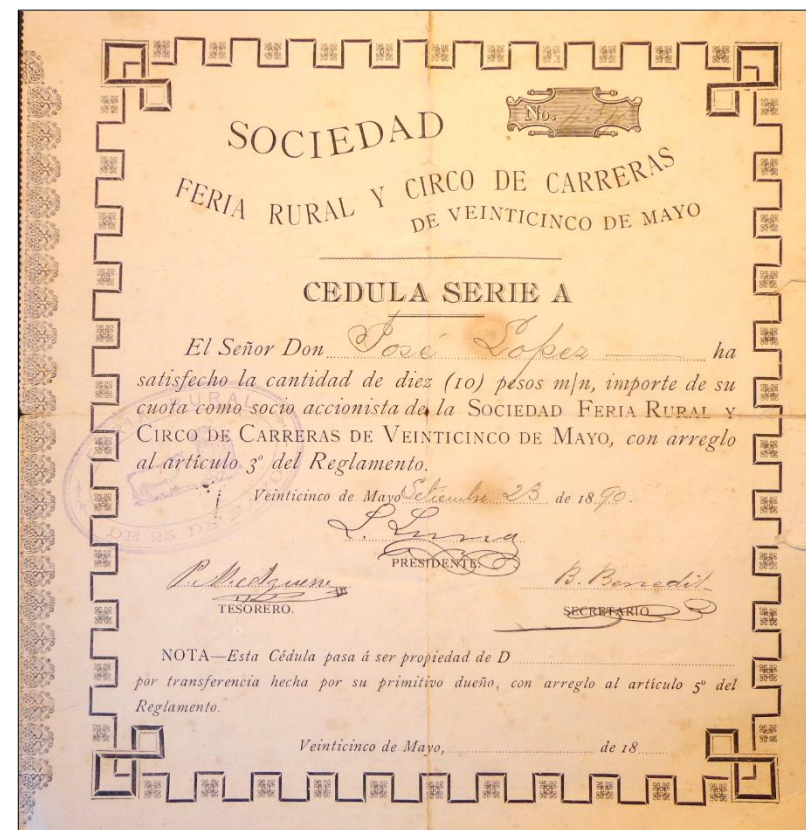 No.
SOCIEDAD
FERIA RURAL Y CIRCO DE CARRERAS
DE VEINTICINCO DE MAYO
CEDULA SERIE A
El Señor Don José Lopez ha
satisfecho la cantidad de diez (10) pesos m|n, importe de su
cuota como socio accionista de la SOCIEDAD FERIA RURAL Y
CIRCO DE CARRERAS DE VEINTICINCO DE MAYO, con arreglo
al artículo 3º del Reglamento.
Veinticinco de Mayo Setiembre 23 de 1890.
PRESIDENTE.
B. Benedit
TESORERO.
SECRETARIO
NOTA—Esta Cédula pasa á ser propiedad de D
por transferencia hecha por su primitivo dueño, con arreglo al artículo 5º del
Reglamento.
Veinticinco de Mayo, de 18